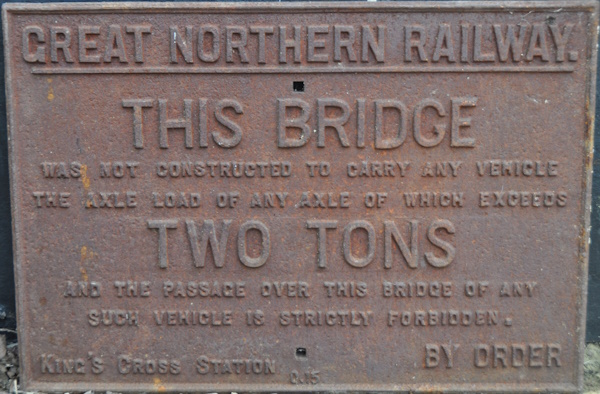 GREAT NORTHERN RAILWAY.
THIS BRIDGE
WAS NOT CONSTRUCTED TO CARRY ANY VEHICLE
THE AXLE LOAD OF ANY AXLE OF WHICH EXCEEDS
TWO TONS
AND THE PASSAGE OVER THIS BRIDGE OF ANY
SUCH VEHICLE IS STRICTLY FORBIDDEN.
KING'S CROSS STATION BY ORDER